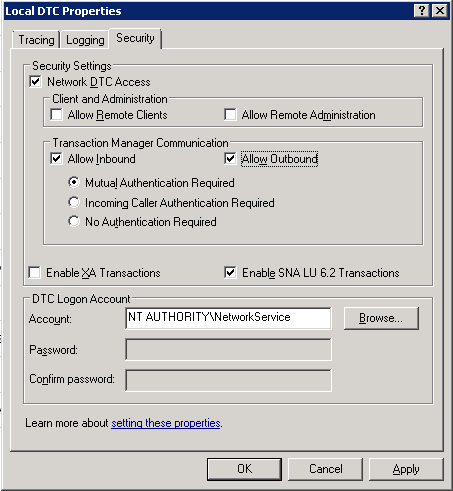 Local DTC Properties
Tracing Logging Security
Security Settings
Network DTC Access
Client and Administration
Allow Remote Clients Allow Remote Administration
Transaction Manager Communication
Allow Inbound Allow Outbound
Mutual Authentication Required
Incoming Caller Authentication Required
No Authentication Required
Enable XA Transactions Enable SNA LU 6.2 Transactions
DTC Logon Account
Account: NT AUTHORITY\NetworkService Browse...
Password:
Confirm password:
Learn more about setting these properties.
OK Cancel Apply